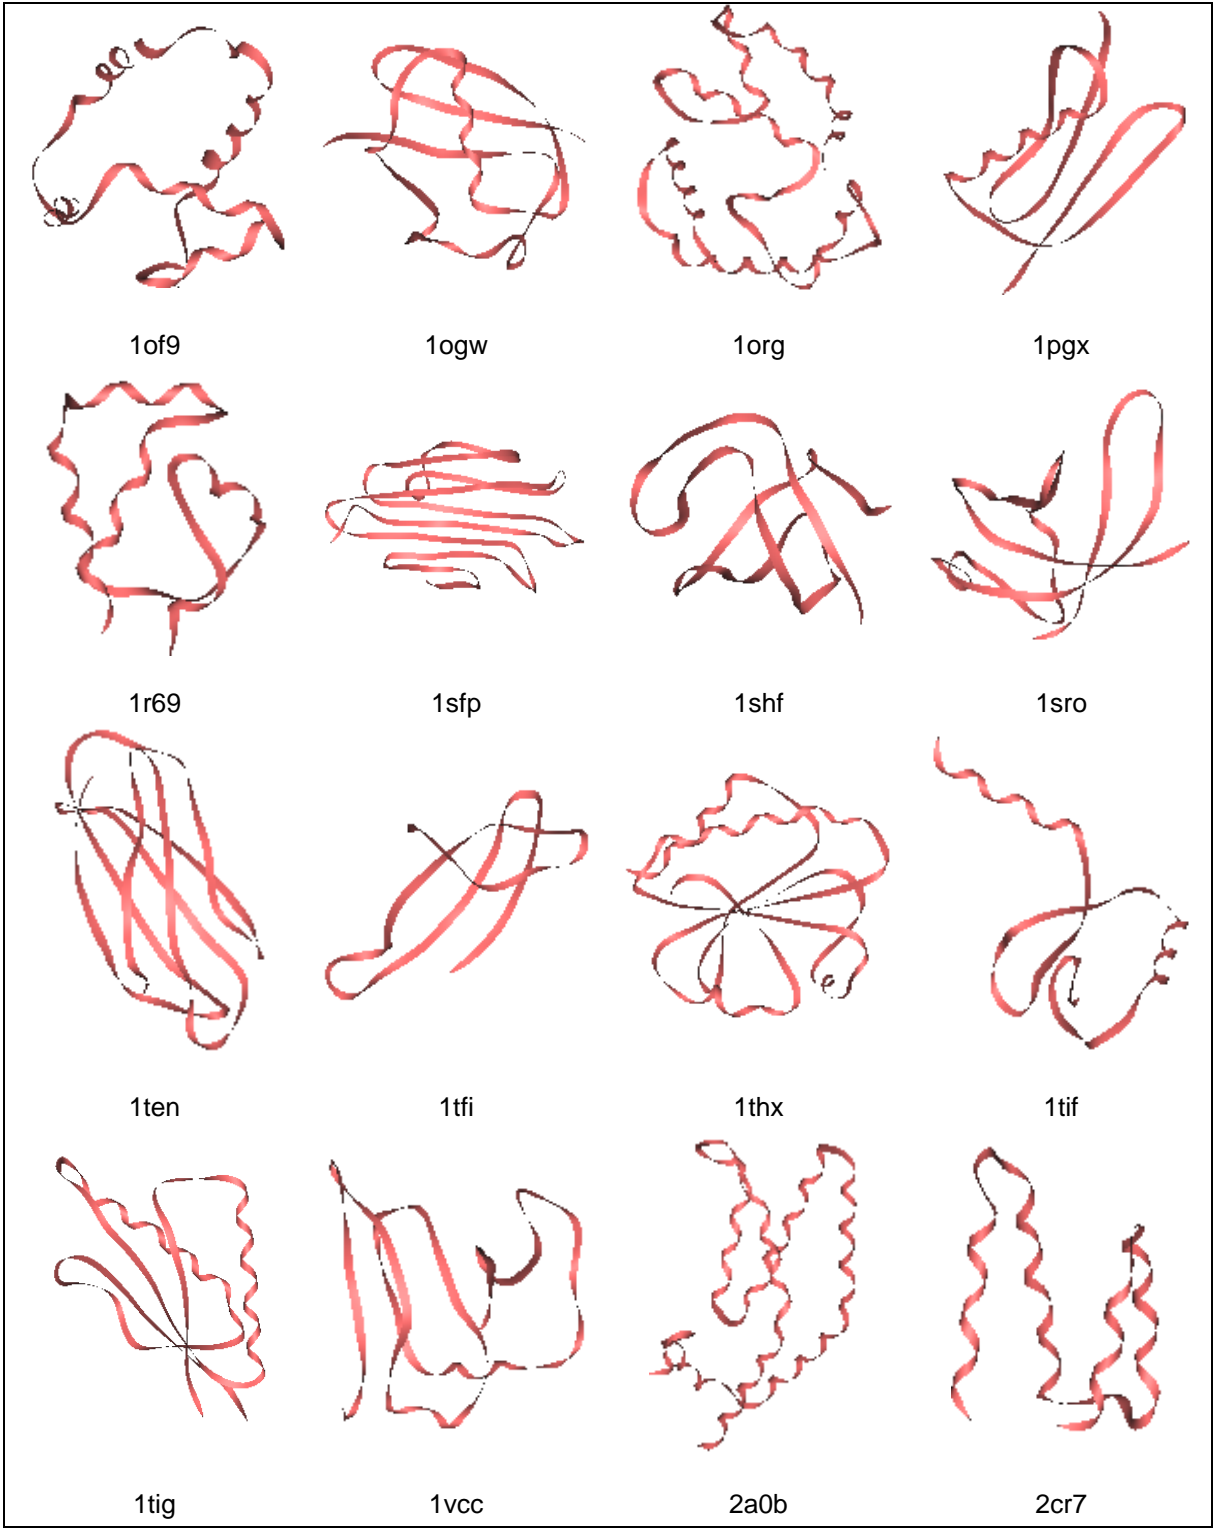 1of9 1ogw 1org 1pgx
1r69 1sfp 1shf 1sro
1ten 1tfi 1thx 1tif
1tig 1vcc 2a0b 2cr7